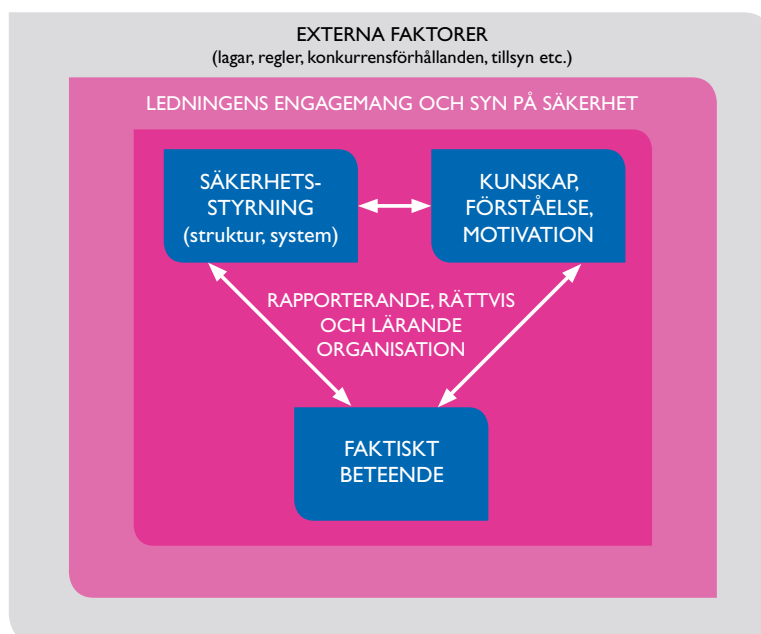 EXTERNA FAKTORER
(lagar, regler, konkurrensförhållanden, tillsyn etc.)
LEDNINGENS ENGAGEMANG OCH SYN PÅ SÄKERHET
SÄKERHETS-
STYRNING
(struktur, system)
KUNSKAP,
FÖRSTÅELSE,
MOTIVATION
RAPPORTERANDE, RÄTTVIS
OCH LÄRANDE
ORGANISATION
FAKTISKT
BETEENDE